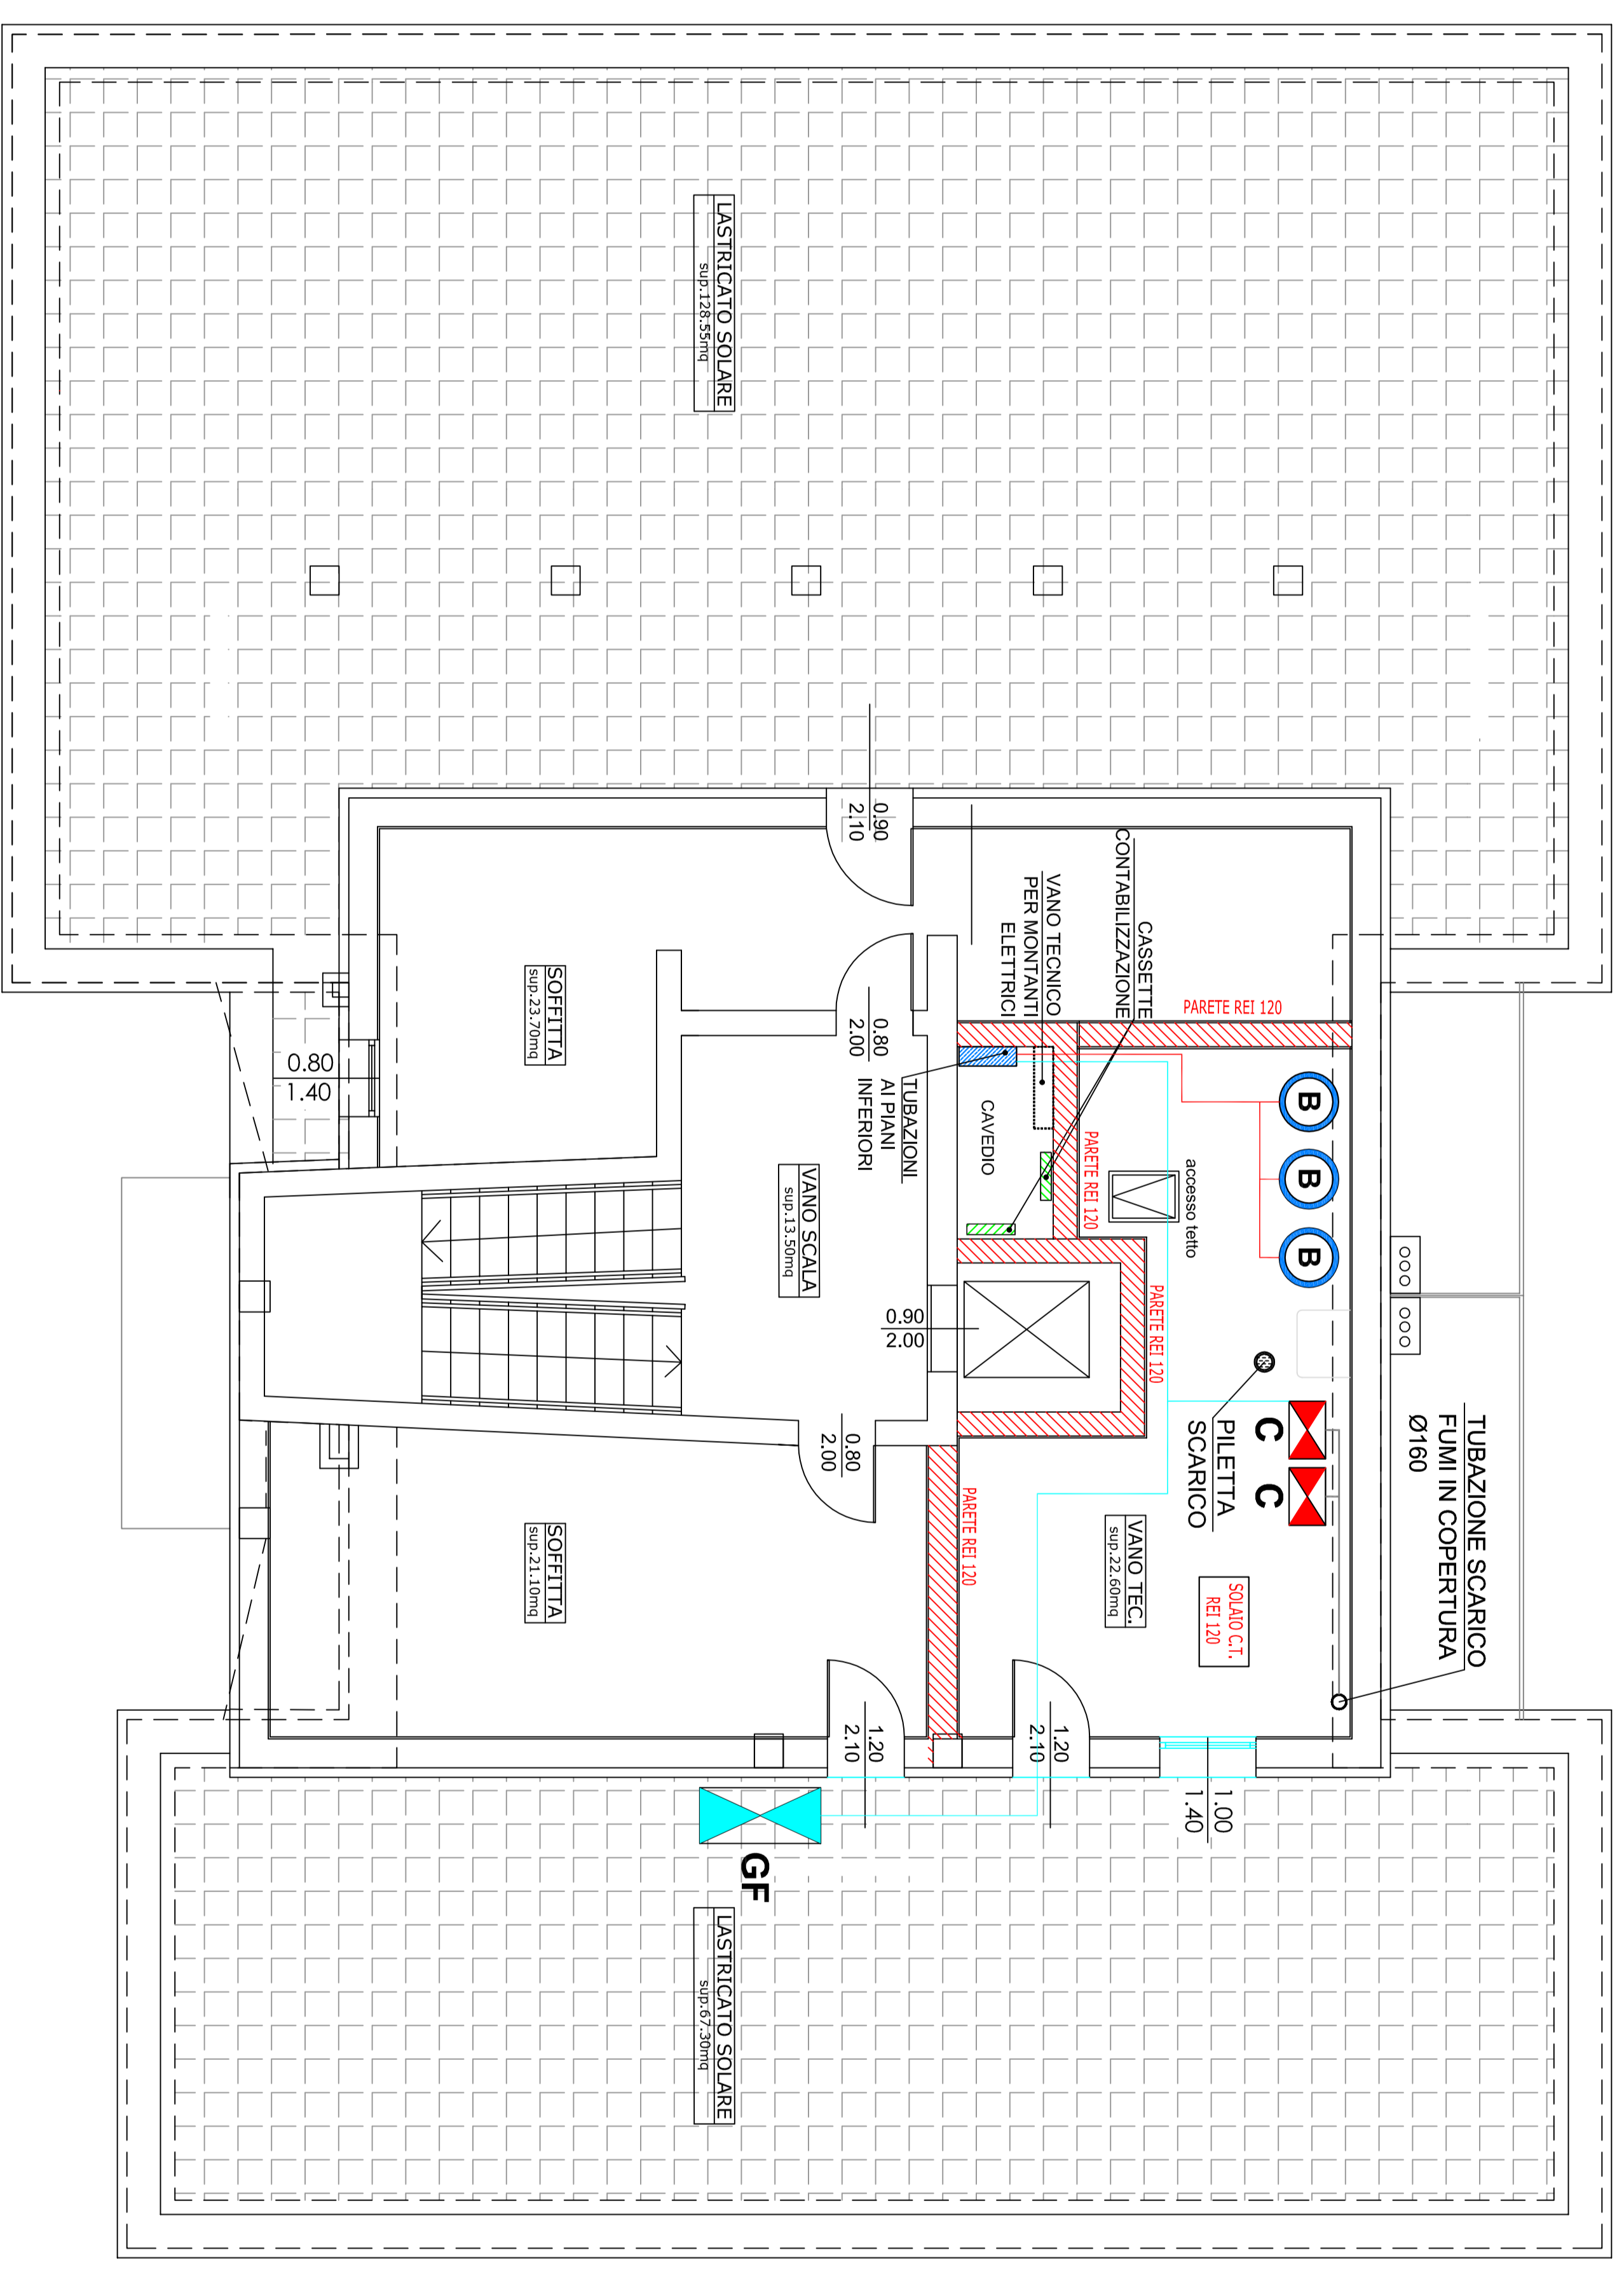 LASTRICATO SOLARE
sup.128.55mq
0.90
2.10
CASSETTE
CONTABILIZZAZIONE
VANO TECNICO
PER MONTANTI
ELETTRICI
PARETE REI 120
SOFFITTA
sup.23.70mq
0.80
2.00
0.80
1.40
TUBAZIONI
AI PIANI
INFERIORI
CAVEDIO
PARETE REI 120
accesso tetto
B
B
B
VANO SCALA
sup.13.50mq
0.90
2.00
PARETE REI 120
C
C
PILETTA
SCARICO
TUBAZIONE SCARICO
FUMI IN COPERTURA
Ø160
0.80
2.00
PARETE REI 120
VANO TEC.
sup.22.60mq
SOLAIO C.T.
REI 120
SOFFITTA
sup.21.10mq
1.20
2.10
1.20
2.10
1.00
1.40
GF
LASTRICATO SOLARE
sup.67.30mq